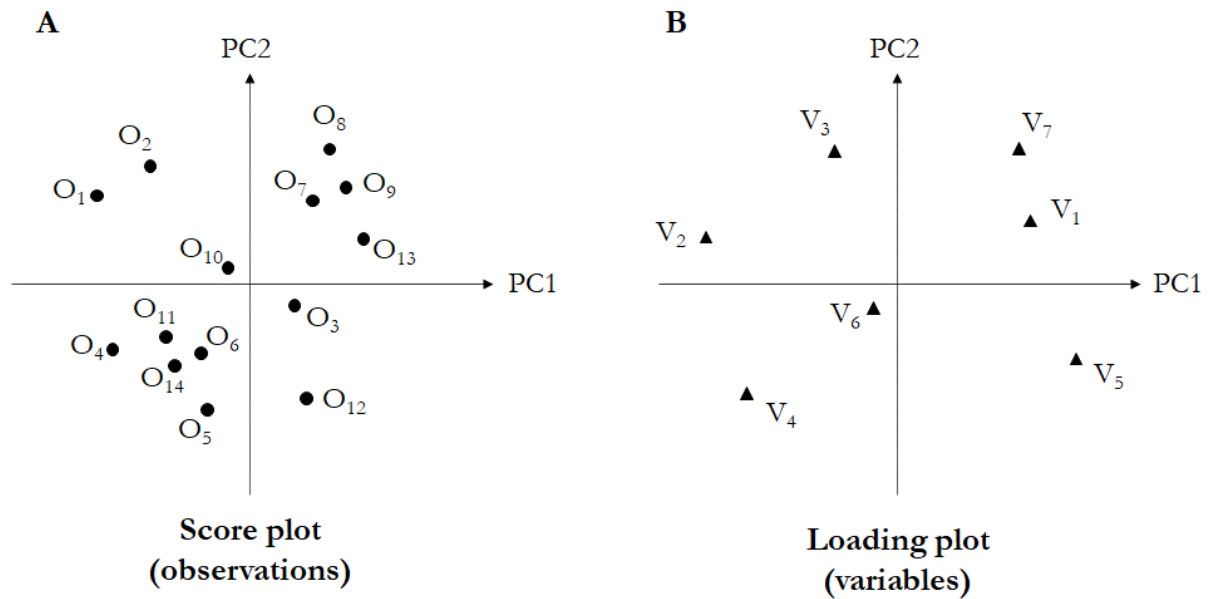 A
PC2
O₈
O₂
O₇
O₉
O₁
O₁₀
O₁₃
PC1
O₁₁
O₃
O₄
O₆
O₁₄
O₁₂
O₅
Score plot
(observations)
B
PC2
V₃
V₇
V₁
V₂
PC1
V₆
V₅
V₄
Loading plot
(variables)